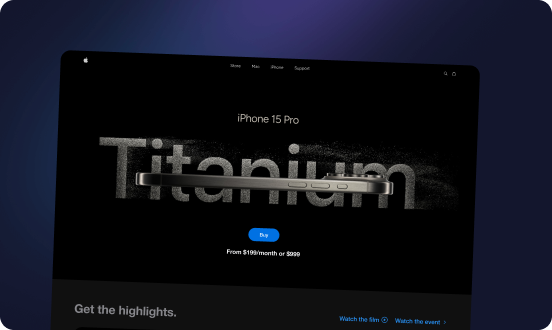 Store Mac iPhone Support
iPhone 15 Pro
Titanium
Buy
From $199/month or $999
Get the highlights.
Watch the film
Watch the event